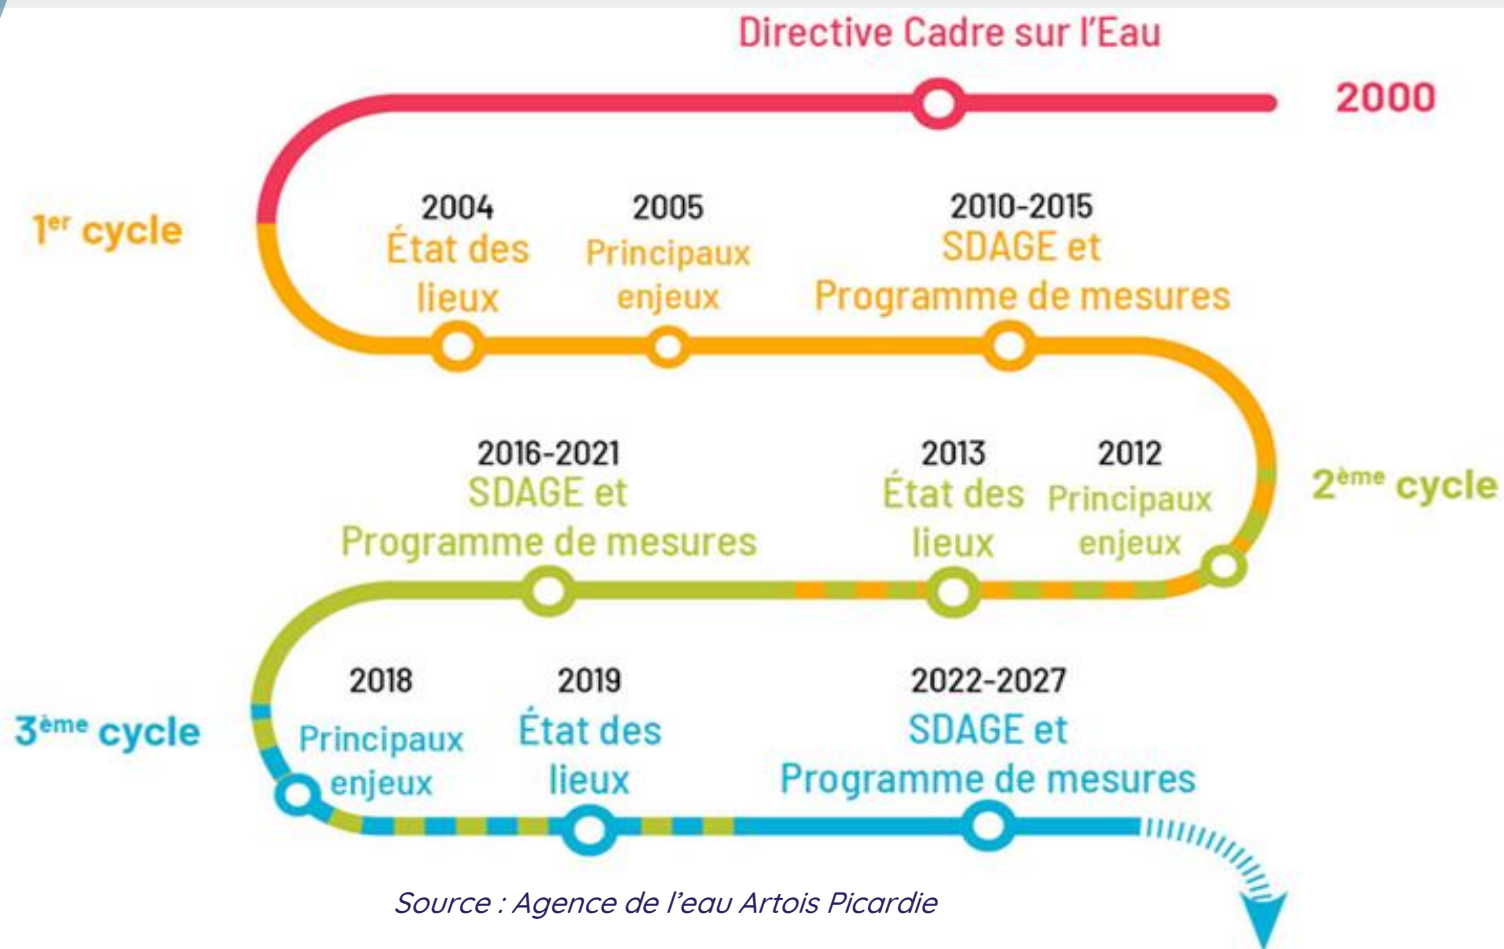 Directive Cadre sur l'Eau
2000
1er cycle
2004
État des
lieux
2005
Principaux
enjeux
2010-2015
SDAGE et
Programme de mesures
2ème cycle
2012
Principaux
enjeux
2013
État des
lieux
2016-2021
SDAGE et
Programme de mesures
3ème cycle
2018
Principaux
enjeux
2019
État des
lieux
2022-2027
SDAGE et
Programme de mesures
Source : Agence de l'eau Artois Picardie